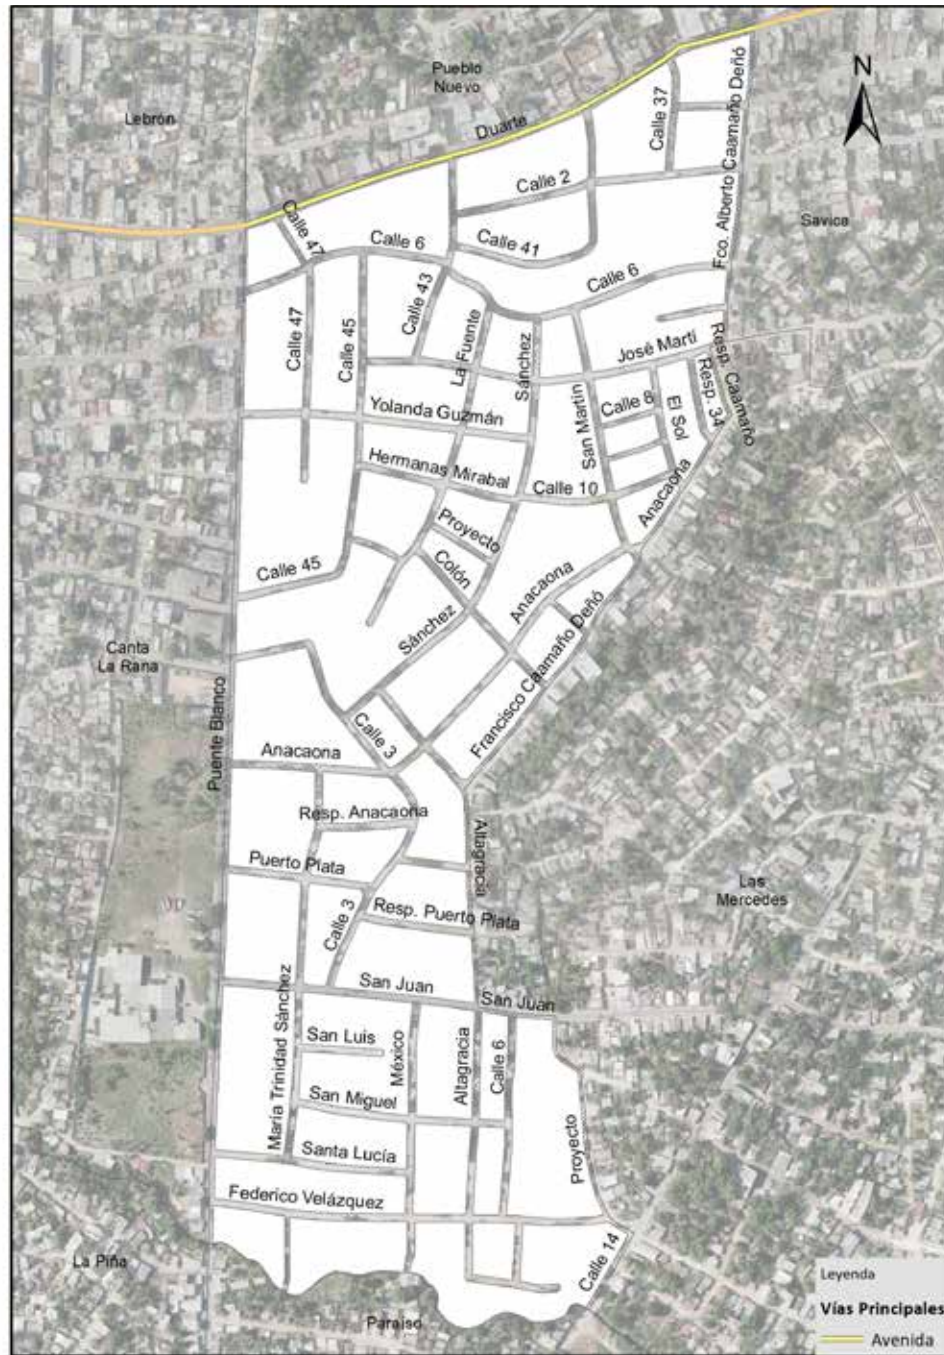 Pueblo
Nuevo
N
Lebrón
Duarte
Calle 37
Fco. Alberto Caamaño Deñó
Calle 2
Savica
Calle 47
Calle 6
Calle 41
Calle 6
Calle 43
Calle 47
Calle 45
La Fuente
Sánchez
José Martí
Resp. Caamaño
Resp. 34
Yolanda Guzmán
San Martín
Calle 8
El Sol
Hermanas Mirabal
Calle 10
Anacaona
Proyecto
Calle 45
Colón
Anacaona
Sánchez
Francisco Caamaño Deñó
Canta
La Rana
Puente Blanco
Calle 3
Anacaona
Resp. Anacaona
Altagracia
Puerto Plata
Las
Mercedes
Calle 3
Resp. Puerto Plata
San Juan
San Juan
María Trinidad Sánchez
San Luis
México
Altagracia
Calle 6
San Miguel
Proyecto
Santa Lucía
Federico Velázquez
La Piña
Calle 14
Paraíso
Leyenda
Vías Principales
Avenida